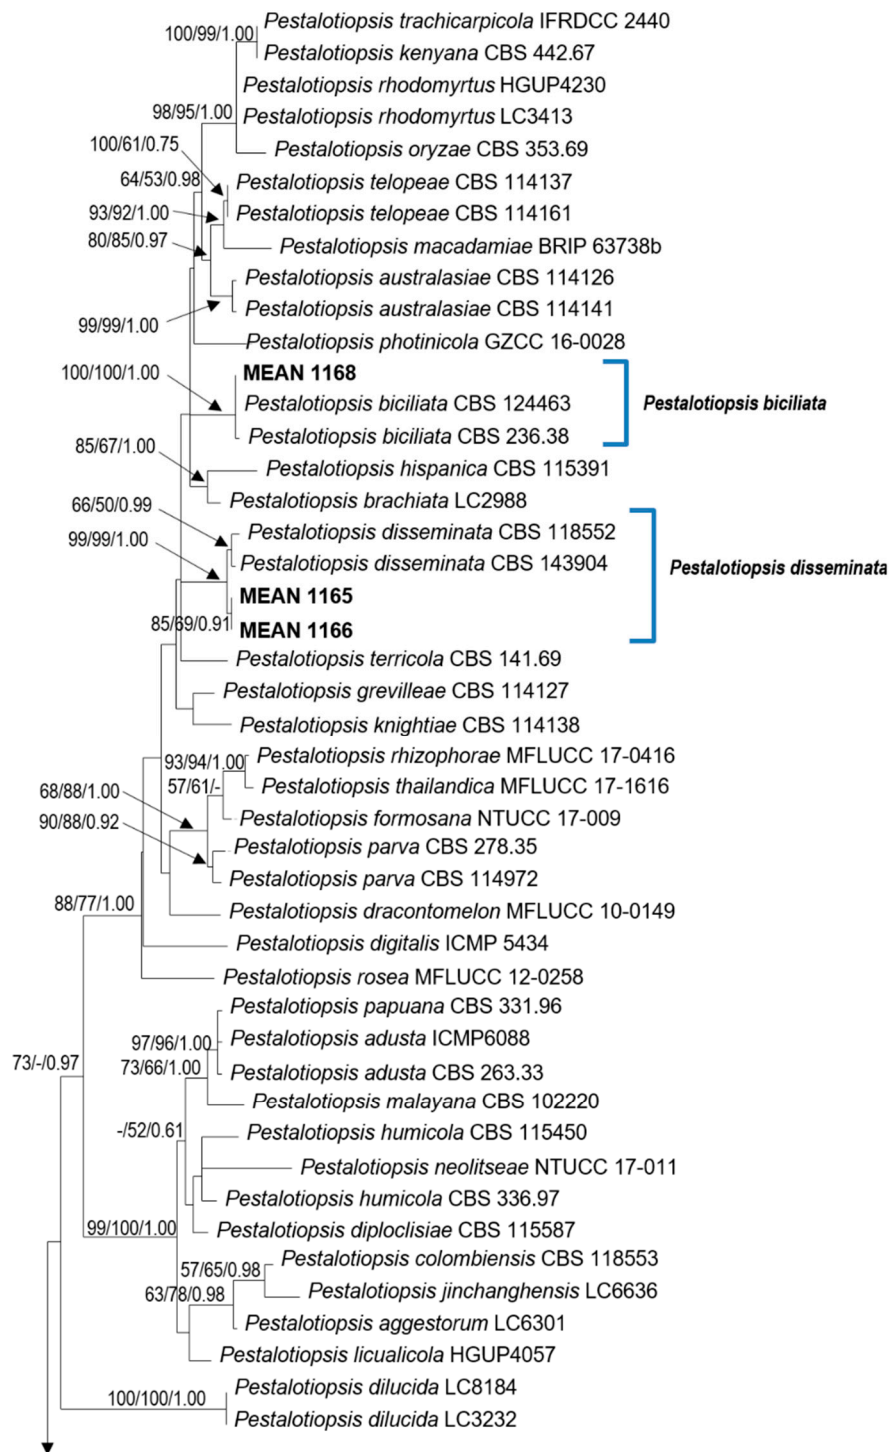 Pestalotiopsis trachicarpicola IFRDCC 2440
100/99/1.00
Pestalotiopsis kenyana CBS 442.67
Pestalotiopsis rhodomyrtus HGUP4230
98/95/1.00
Pestalotiopsis rhodomyrtus LC3413
100/61/0.75
Pestalotiopsis oryzae CBS 353.69
64/53/0.98
Pestalotiopsis telopeae CBS 114137
93/92/1.00
Pestalotiopsis telopeae CBS 114161
80/85/0.97
Pestalotiopsis macadamiae BRIP 63738b
Pestalotiopsis australasiae CBS 114126
Pestalotiopsis australasiae CBS 114141
99/99/1.00
Pestalotiopsis photinicola GZCC 16-0028
100/100/1.00
MEAN 1168
Pestalotiopsis biciliata CBS 124463
Pestalotiopsis biciliata
Pestalotiopsis biciliata CBS 236.38
85/67/1.00
Pestalotiopsis hispanica CBS 115391
66/50/0.99
Pestalotiopsis brachiata LC2988
Pestalotiopsis disseminata CBS 118552
99/99/1.00
Pestalotiopsis disseminata CBS 143904
Pestalotiopsis disseminata
MEAN 1165
85/69/0.91
MEAN 1166
Pestalotiopsis terricola CBS 141.69
Pestalotiopsis grevilleae CBS 114127
Pestalotiopsis knightiae CBS 114138
93/94/1.00
Pestalotiopsis rhizophorae MFLUCC 17-0416
57/61/-
Pestalotiopsis thailandica MFLUCC 17-1616
68/88/1.00
Pestalotiopsis formosana NTUCC 17-009
90/88/0.92
Pestalotiopsis parva CBS 278.35
Pestalotiopsis parva CBS 114972
88/77/1.00
Pestalotiopsis dracontomelon MFLUCC 10-0149
Pestalotiopsis digitalis ICMP 5434
Pestalotiopsis rosea MFLUCC 12-0258
Pestalotiopsis papuana CBS 331.96
97/96/1.00
Pestalotiopsis adusta ICMP6088
73/-/0.97
73/66/1.00
Pestalotiopsis adusta CBS 263.33
Pestalotiopsis malayana CBS 102220
-/52/0.61
Pestalotiopsis humicola CBS 115450
Pestalotiopsis neolitseae NTUCC 17-011
Pestalotiopsis humicola CBS 336.97
99/100/1.00
Pestalotiopsis diploclisiae CBS 115587
Pestalotiopsis colombiensis CBS 118553
57/65/0.98
Pestalotiopsis jinchanghensis LC6636
63/78/0.98
Pestalotiopsis aggestorum LC6301
Pestalotiopsis licualicola HGUP4057
Pestalotiopsis dilucida LC8184
100/100/1.00
Pestalotiopsis dilucida LC3232